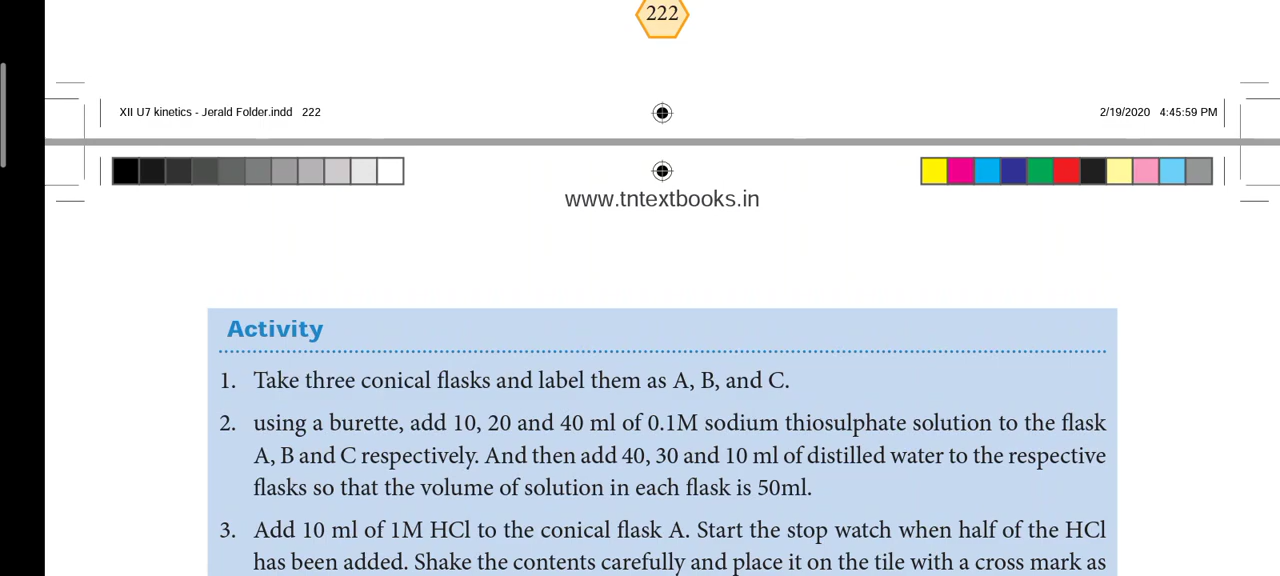 222
XII U7 kinetics - Jerald Folder.indd 222
2/19/2020 4:45:59 PM
www.tntextbooks.in
Activity
1. Take three conical flasks and label them as A, B, and C.
2. using a burette, add 10, 20 and 40 ml of 0.1M sodium thiosulphate solution to the flask
A, B and C respectively. And then add 40, 30 and 10 ml of distilled water to the respective
flasks so that the volume of solution in each flask is 50ml.
3. Add 10 ml of 1M HCl to the conical flask A. Start the stop watch when half of the HCl
has been added. Shake the contents carefully and place it on the tile with a cross mark as